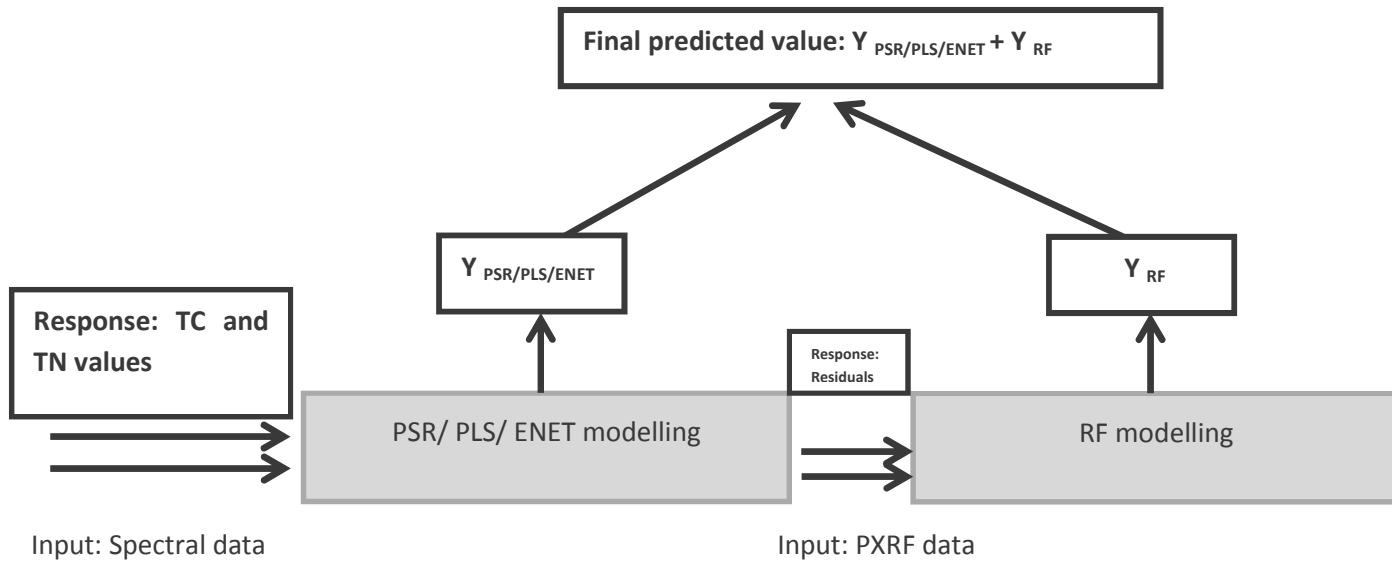 Final predicted value: Y PSR/PLS/ENET + Y RF
Y PSR/PLS/ENET
Y RF
Response: TC and
TN values
Response:
Residuals
PSR/ PLS/ ENET modelling
RF modelling
Input: Spectral data
Input: PXRF data